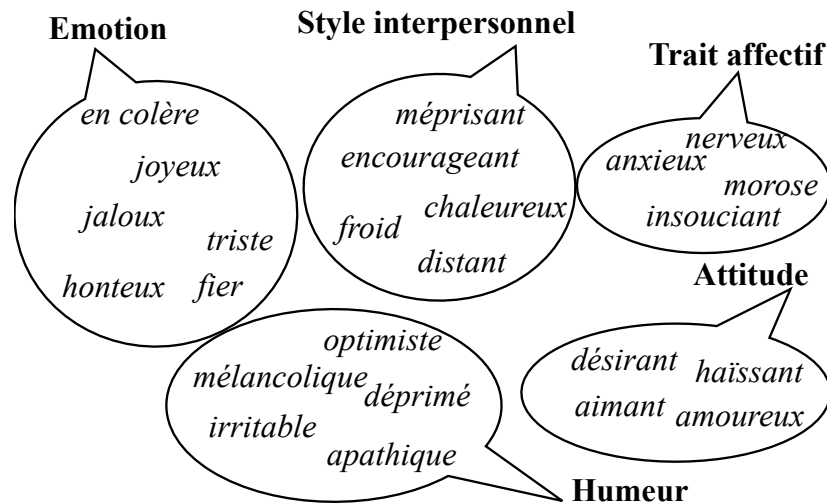 Emotion
en colère
joyeux
jaloux
triste
honteux
fier
Style interpersonnel
méprisant
encourageant
chaleureux
froid
distant
Trait affectif
nerveux
anxieux
morose
insouciant
Attitude
désirant
haïssant
aimant
amoureux
optimiste
mélancolique
déprimé
irritable
apathique
Humeur